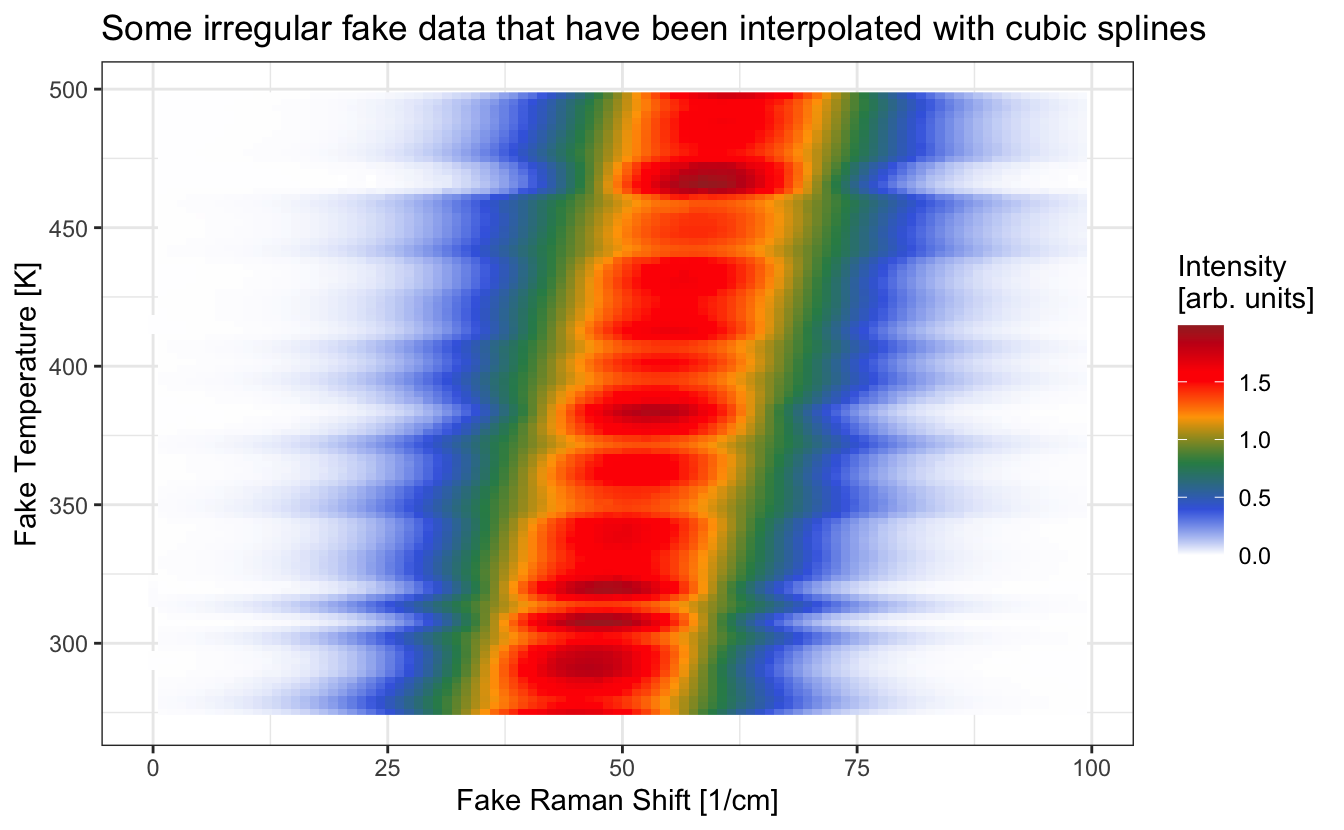 Some irregular fake data that have been interpolated with cubic splines
500
450
400
350
300
Fake Temperature [K]
0 25 50 75 100
Fake Raman Shift [1/cm]
Intensity
[arb. units]
1.5
1.0
0.5
0.0